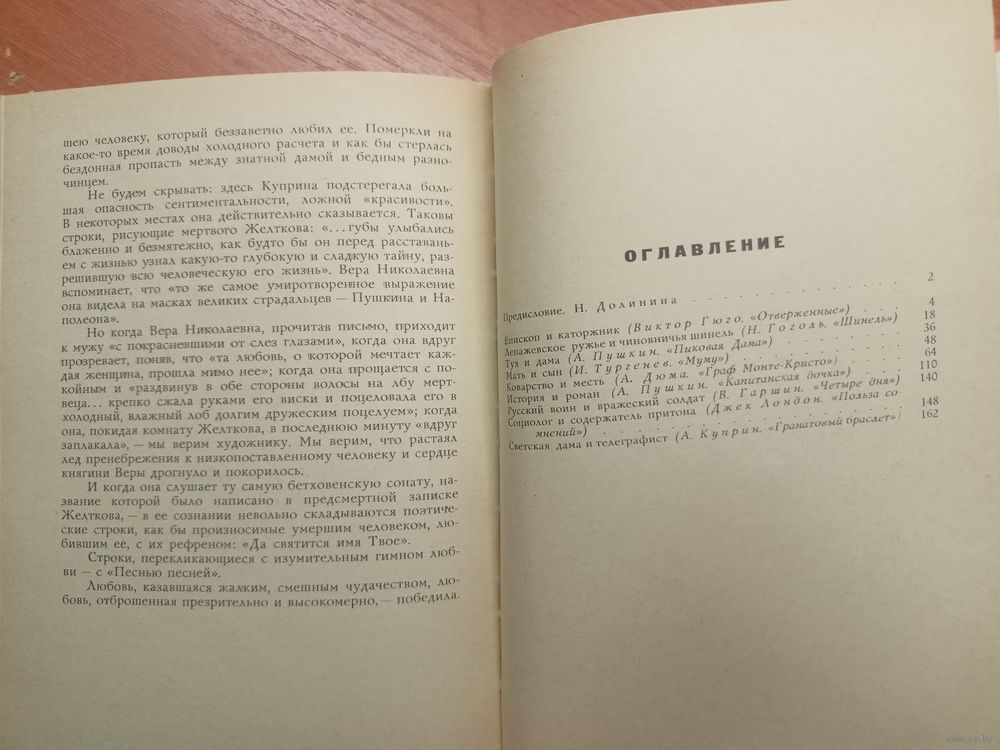 шею человеку, который беззаветно любил ее. Померкли на
какое-то время доводы холодного расчета и как бы стерлась
бездонная пропасть между знатной дамой и бедным разно-
чинцем.
Не будем скрывать: здесь Куприна подстерегала боль-
шая опасность сентиментальности, ложной «красивости».
В некоторых местах она действительно сказывается. Таковы
строки, рисующие мертвого Желткова: «...губы улыбались
блаженно и безмятежно, как будто бы он перед расставань-
ем с жизнью узнал какую-то глубокую и сладкую тайну, раз-
решившую всю человеческую его жизнь». Вера Николаевна
вспоминает, что «то же самое умиротворенное выражение
она видела на масках великих страдальцев — Пушкина и На-
полеона».
Но когда Вера Николаевна, прочитав письмо, приходит
к мужу «с покрасневшими от слез глазами», когда она вдруг
прозревает, поняв, что «та любовь, о которой мечтает каж-
дая женщина, прошла мимо нее»; когда она прощается с по-
койным и «раздвинув в обе стороны волосы на лбу мерт-
веца... крепко сжала руками его виски и поцеловала его в
холодный, влажный лоб долгим дружеским поцелуем»; когда
она, покидая комнату Желткова, в последнюю минуту «вдруг
заплакала», — мы верим художнику. Мы верим, что растаял
лед пренебрежения к низкопоставленному человеку и сердце
княгини Веры дрогнуло и покорилось.
И когда она слушает ту самую бетховенскую сонату, на-
звание которой было написано в предсмертной записке
Желткова, — в ее сознании невольно складываются поэтиче-
ские строки, как бы произносимые умершим человеком, лю-
бившим ее, с их рефреном: «Да святится имя Твое».
Строки, перекликающиеся с изумительным гимном люб-
ви — с «Песнью песней».
Любовь, казавшаяся жалким, смешным чудачеством, лю-
бовь, отброшенная презрительно и высокомерно, — победила.
ОГЛАВЛЕНИЕ
Предисловие. Н. Долинина 2
Епископ и каторжник (Виктор Гюго. «Отверженные») 4
Лепажевское ружье и чиновничья шинель (Н. Гоголь. «Шинель») 18
Туз и дама (А. Пушкин. «Пиковая Дама») 36
Мать и сын (И. Тургенев. «Муму») 48
Коварство и месть (А. Дюма. «Граф Монте-Кристо») 64
История и роман (А. Пушкин. «Капитанская дочка») 110
Русский воин и вражеский солдат (В. Гаршин. «Четыре дня») 140
Социолог и содержатель притона (Джек Лондон. «Польза со-
мнений») 148
Светская дама и телеграфист (А. Куприн. «Гранатовый браслет») 162
www.ay.by